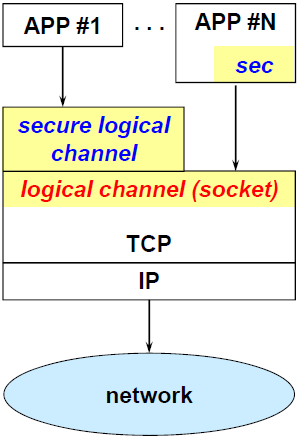 APP #1 . . . APP #N
sec
secure logical
channel
logical channel (socket)
TCP
IP
network